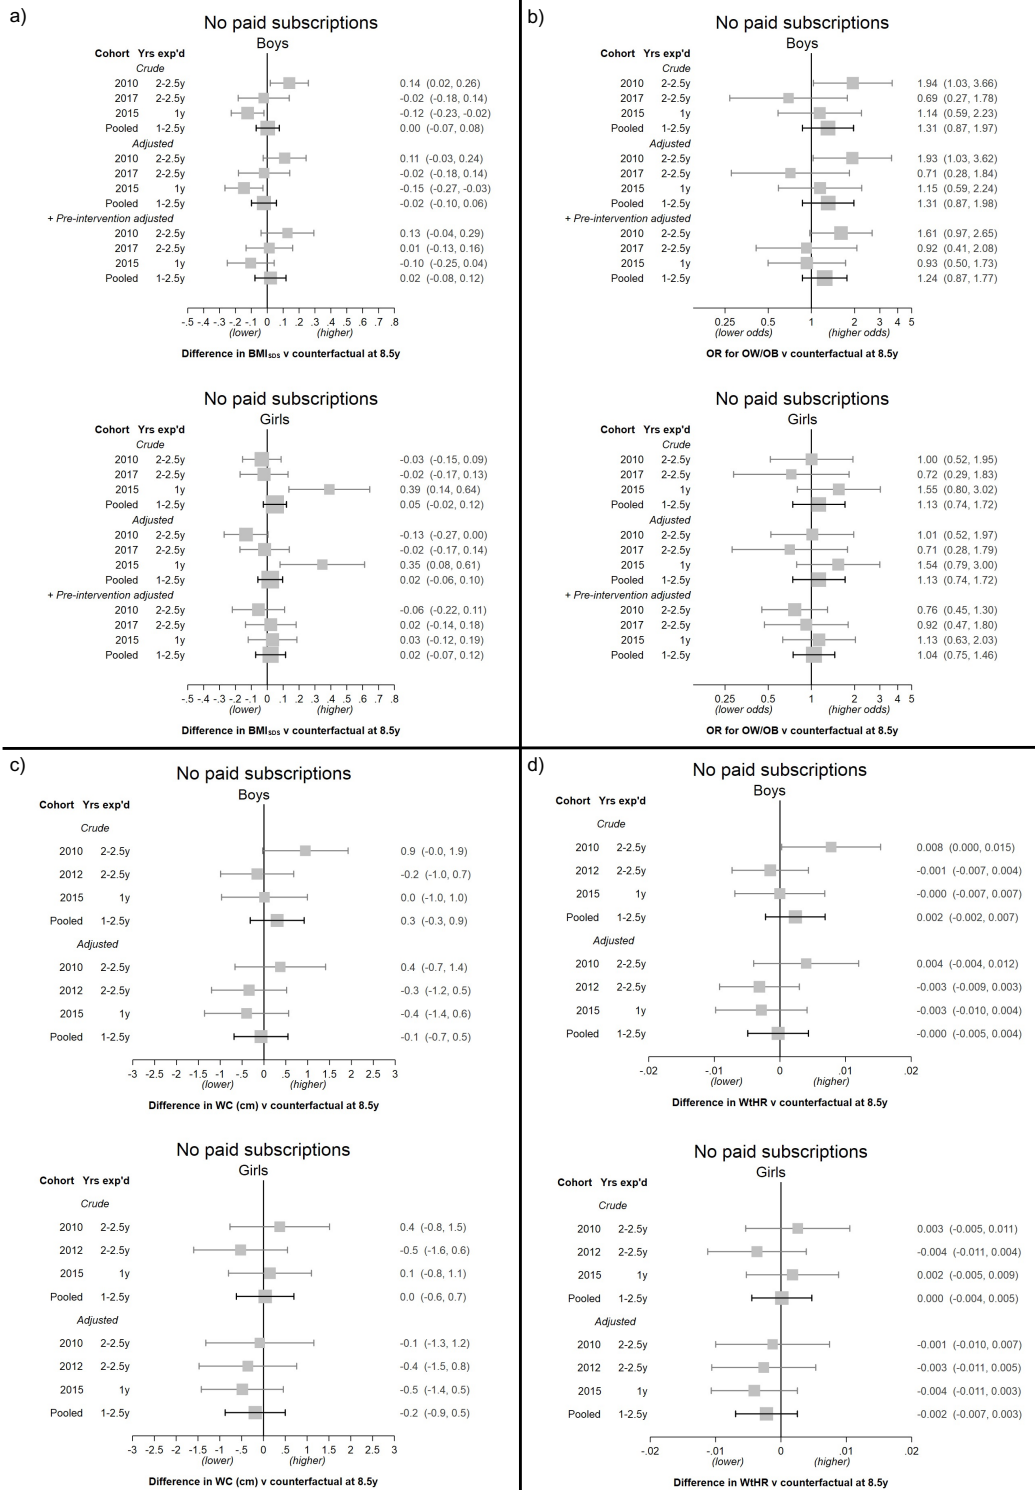 a)
No paid subscriptions
Boys
Cohort Yrs exp'd
Crude
2010 2-2.5y 0.14 (0.02, 0.26)
2017 2-2.5y -0.02 (-0.18, 0.14)
2015 1y -0.12 (-0.23, -0.02)
Pooled 1-2.5y 0.00 (-0.07, 0.08)
Adjusted
2010 2-2.5y 0.11 (-0.03, 0.24)
2017 2-2.5y -0.02 (-0.18, 0.14)
2015 1y -0.15 (-0.27, -0.03)
Pooled 1-2.5y -0.02 (-0.10, 0.06)
+ Pre-intervention adjusted
2010 2-2.5y 0.13 (-0.04, 0.29)
2017 2-2.5y 0.01 (-0.13, 0.16)
2015 1y -0.10 (-0.25, 0.04)
Pooled 1-2.5y 0.02 (-0.08, 0.12)
-.5 -.4 -.3 -.2 -.1 0 .1 .2 .3 .4 .5 .6 .7 .8
(lower) (higher)
Difference in BMISDS v counterfactual at 8.5y
No paid subscriptions
Girls
Cohort Yrs exp'd
Crude
2010 2-2.5y -0.03 (-0.15, 0.09)
2017 2-2.5y -0.02 (-0.17, 0.13)
2015 1y 0.39 (0.14, 0.64)
Pooled 1-2.5y 0.05 (-0.02, 0.12)
Adjusted
2010 2-2.5y -0.13 (-0.27, 0.00)
2017 2-2.5y -0.02 (-0.17, 0.14)
2015 1y 0.35 (0.08, 0.61)
Pooled 1-2.5y 0.02 (-0.06, 0.10)
+ Pre-intervention adjusted
2010 2-2.5y -0.06 (-0.22, 0.11)
2017 2-2.5y 0.02 (-0.14, 0.18)
2015 1y 0.03 (-0.12, 0.19)
Pooled 1-2.5y 0.02 (-0.07, 0.12)
-.5 -.4 -.3 -.2 -.1 0 .1 .2 .3 .4 .5 .6 .7 .8
(lower) (higher)
Difference in BMISDS v counterfactual at 8.5y
b)
No paid subscriptions
Boys
Cohort Yrs exp'd
Crude
2010 2-2.5y 1.94 (1.03, 3.66)
2017 2-2.5y 0.69 (0.27, 1.78)
2015 1y 1.14 (0.59, 2.23)
Pooled 1-2.5y 1.31 (0.87, 1.97)
Adjusted
2010 2-2.5y 1.93 (1.03, 3.62)
2017 2-2.5y 0.71 (0.28, 1.84)
2015 1y 1.15 (0.59, 2.24)
Pooled 1-2.5y 1.31 (0.87, 1.98)
+ Pre-intervention adjusted
2010 2-2.5y 1.61 (0.97, 2.65)
2017 2-2.5y 0.92 (0.41, 2.08)
2015 1y 0.93 (0.50, 1.73)
Pooled 1-2.5y 1.24 (0.87, 1.77)
0.25 0.5 1 2 3 4 5
(lower odds) (higher odds)
OR for OW/OB v counterfactual at 8.5y
No paid subscriptions
Girls
Cohort Yrs exp'd
Crude
2010 2-2.5y 1.00 (0.52, 1.95)
2017 2-2.5y 0.72 (0.29, 1.83)
2015 1y 1.55 (0.80, 3.02)
Pooled 1-2.5y 1.13 (0.74, 1.72)
Adjusted
2010 2-2.5y 1.01 (0.52, 1.97)
2017 2-2.5y 0.71 (0.28, 1.79)
2015 1y 1.54 (0.79, 3.00)
Pooled 1-2.5y 1.13 (0.74, 1.72)
+ Pre-intervention adjusted
2010 2-2.5y 0.76 (0.45, 1.30)
2017 2-2.5y 0.92 (0.47, 1.80)
2015 1y 1.13 (0.63, 2.03)
Pooled 1-2.5y 1.04 (0.75, 1.46)
0.25 0.5 1 2 3 4 5
(lower odds) (higher odds)
OR for OW/OB v counterfactual at 8.5y
c)
No paid subscriptions
Boys
Cohort Yrs exp'd
Crude
2010 2-2.5y 0.9 (-0.0, 1.9)
2012 2-2.5y -0.2 (-1.0, 0.7)
2015 1y 0.0 (-1.0, 1.0)
Pooled 1-2.5y 0.3 (-0.3, 0.9)
Adjusted
2010 2-2.5y 0.4 (-0.7, 1.4)
2012 2-2.5y -0.3 (-1.2, 0.5)
2015 1y -0.4 (-1.4, 0.6)
Pooled 1-2.5y -0.1 (-0.7, 0.5)
-3 -2.5 -2 -1.5 -1 -.5 0 .5 1 1.5 2 2.5 3
(lower) (higher)
Difference in WC (cm) v counterfactual at 8.5y
No paid subscriptions
Girls
Cohort Yrs exp'd
Crude
2010 2-2.5y 0.4 (-0.8, 1.5)
2012 2-2.5y -0.5 (-1.6, 0.6)
2015 1y 0.1 (-0.8, 1.1)
Pooled 1-2.5y 0.0 (-0.6, 0.7)
Adjusted
2010 2-2.5y -0.1 (-1.3, 1.2)
2012 2-2.5y -0.4 (-1.5, 0.8)
2015 1y -0.5 (-1.4, 0.5)
Pooled 1-2.5y -0.2 (-0.9, 0.5)
-3 -2.5 -2 -1.5 -1 -.5 0 .5 1 1.5 2 2.5 3
(lower) (higher)
Difference in WC (cm) v counterfactual at 8.5y
d)
No paid subscriptions
Boys
Cohort Yrs exp'd
Crude
2010 2-2.5y 0.008 (0.000, 0.015)
2012 2-2.5y -0.001 (-0.007, 0.004)
2015 1y -0.000 (-0.007, 0.007)
Pooled 1-2.5y 0.002 (-0.002, 0.007)
Adjusted
2010 2-2.5y 0.004 (-0.004, 0.012)
2012 2-2.5y -0.003 (-0.009, 0.003)
2015 1y -0.003 (-0.010, 0.004)
Pooled 1-2.5y -0.000 (-0.005, 0.004)
-.02 -.01 0 .01 .02
(lower) (higher)
Difference in WtHR v counterfactual at 8.5y
No paid subscriptions
Girls
Cohort Yrs exp'd
Crude
2010 2-2.5y 0.003 (-0.005, 0.011)
2012 2-2.5y -0.004 (-0.011, 0.004)
2015 1y 0.002 (-0.005, 0.009)
Pooled 1-2.5y 0.000 (-0.004, 0.005)
Adjusted
2010 2-2.5y -0.001 (-0.010, 0.007)
2012 2-2.5y -0.003 (-0.011, 0.005)
2015 1y -0.004 (-0.011, 0.003)
Pooled 1-2.5y -0.002 (-0.007, 0.003)
-.02 -.01 0 .01 .02
(lower) (higher)
Difference in WtHR v counterfactual at 8.5y